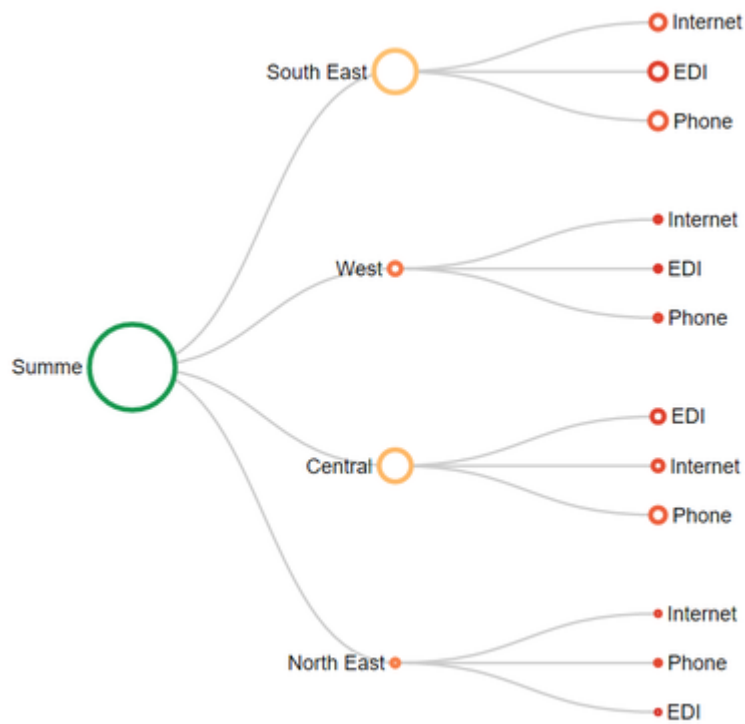 Internet
South East
EDI
Phone
Internet
West
EDI
Phone
Summe
EDI
Central
Internet
Phone
Internet
North East
Phone
EDI